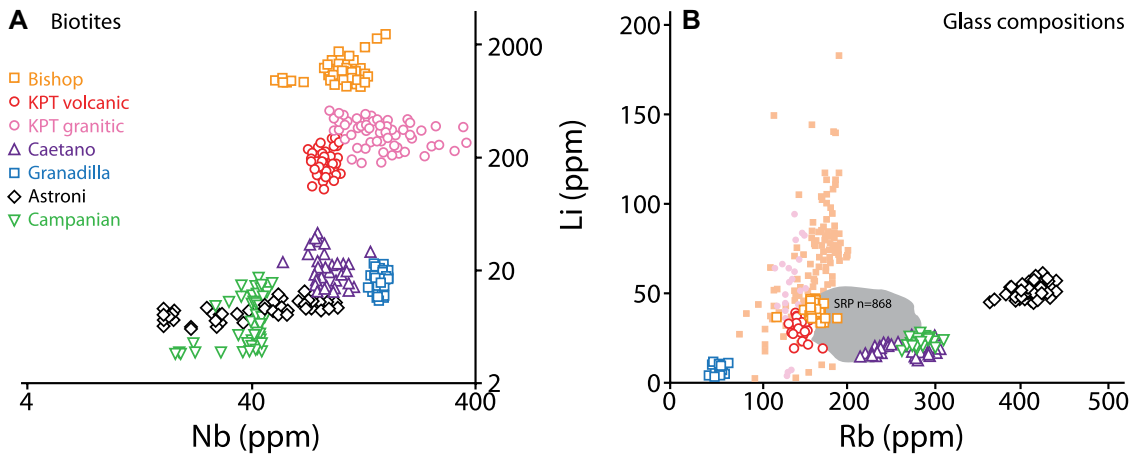 A Biotites
Bishop
KPT volcanic
KPT granitic
Caetano
Granadilla
Astroni
Campanian
2000
200
20
2
4 40 400
Nb (ppm)
B Glass compositions
200
150
100
50
0
Li (ppm)
SRP n=868
0 100 200 300 400 500
Rb (ppm)